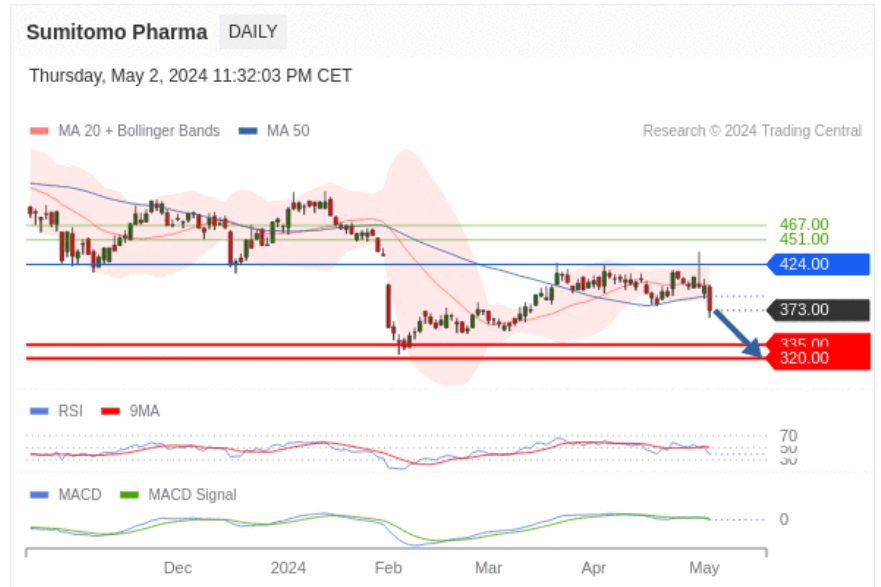 Sumitomo Pharma DAILY
Thursday, May 2, 2024 11:32:03 PM CET
MA 20 + Bollinger Bands MA 50 Research © 2024 Trading Central
467.00
451.00
424.00
373.00
335.00
320.00
RSI 9MA
70
50
30
MACD MACD Signal
0
Dec 2024 Feb Mar Apr May